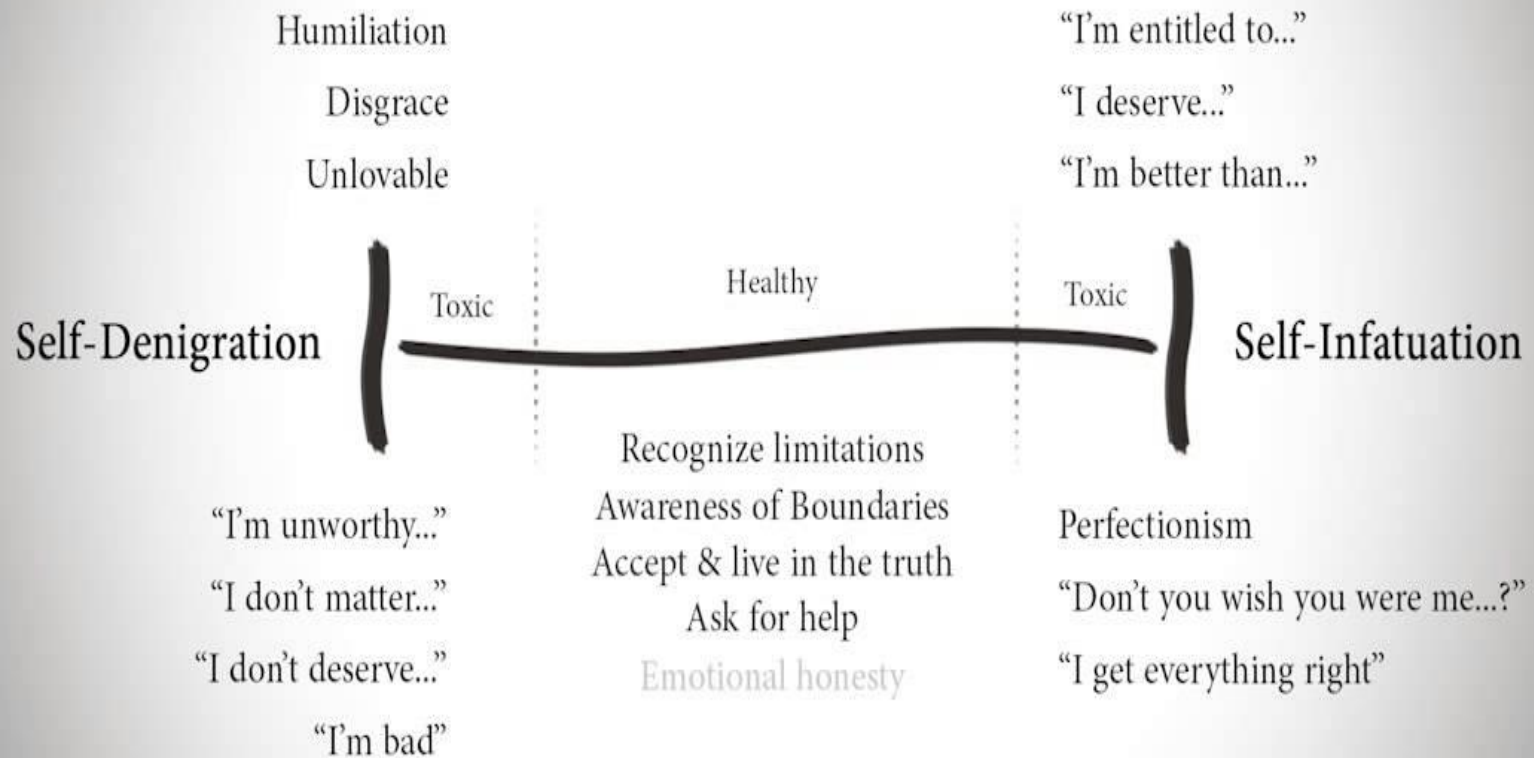 Humiliation
Disgrace
Unlovable
“I’m entitled to...”
“I deserve...”
“I’m better than...”
Self-Denigration
Toxic
Healthy
Toxic
Self-Infatuation
“I’m unworthy...”
“I don’t matter...”
“I don’t deserve...”
“I’m bad”
Recognize limitations
Awareness of Boundaries
Accept & live in the truth
Ask for help
Emotional honesty
Perfectionism
“Don’t you wish you were me...?”
“I get everything right”